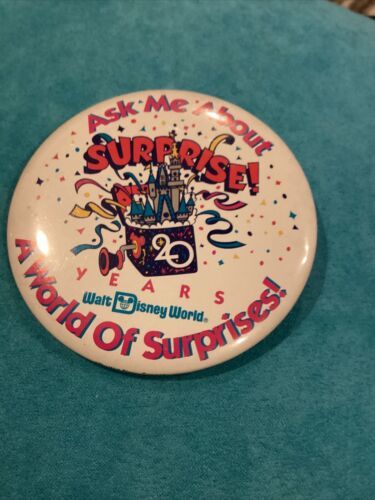 Ask Me About
SURPRISE!
20
YEARS
Walt Disney World®
A World Of Surprises!